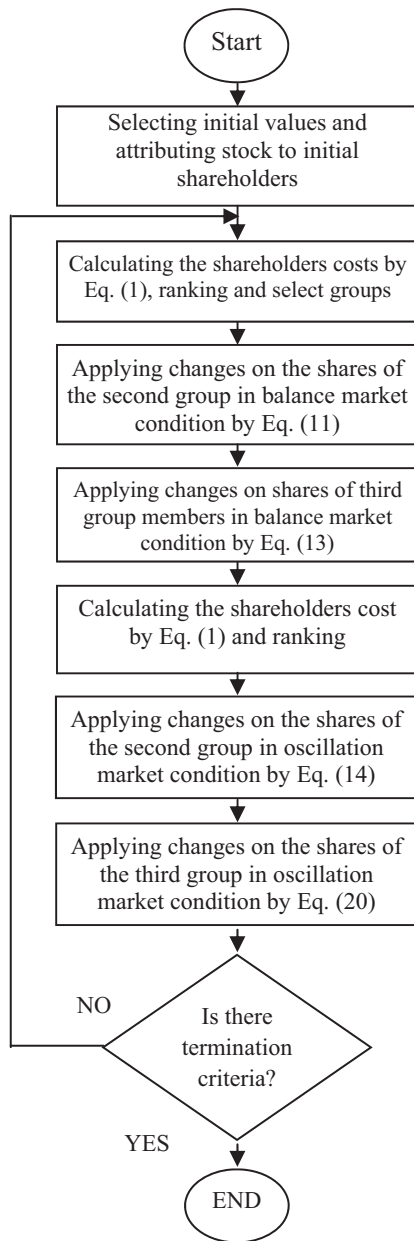 Start
Selecting initial values and
attributing stock to initial
shareholders
Calculating the shareholders costs by
Eq. (1), ranking and select groups
Applying changes on the shares of
the second group in balance market
condition by Eq. (11)
Applying changes on shares of third
group members in balance market
condition by Eq. (13)
Calculating the shareholders cost
by Eq. (1) and ranking
Applying changes on the shares of
the second group in oscillation
market condition by Eq. (14)
Applying changes on the shares of
the third group in oscillation
market condition by Eq. (20)
NO
Is there
termination
criteria?
YES
END